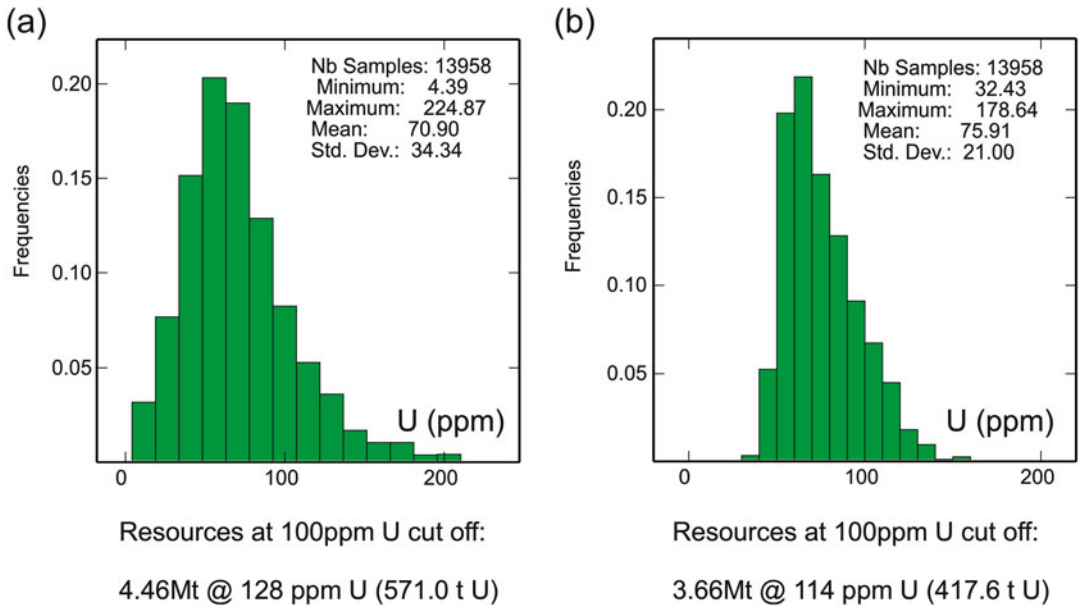 (a)
Nb Samples: 13958
Minimum: 4.39
Maximum: 224.87
Mean: 70.90
Std. Dev.: 34.34
0.20
0.15
0.10
0.05
Frequencies
U (ppm)
0 100 200
Resources at 100ppm U cut off:
4.46Mt @ 128 ppm U (571.0 t U)
(b)
Nb Samples: 13958
Minimum: 32.43
Maximum: 178.64
Mean: 75.91
Std. Dev.: 21.00
0.20
0.15
0.10
0.05
Frequencies
U (ppm)
0 100 200
Resources at 100ppm U cut off:
3.66Mt @ 114 ppm U (417.6 t U)